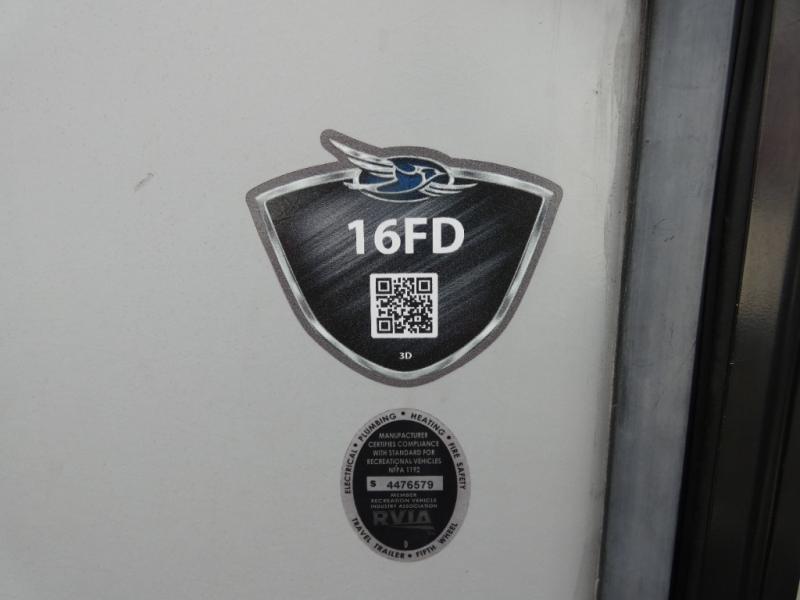 16FD
3D
ELECTRICAL • PLUMBING • HEATING • FIRE SAFETY
MANUFACTURER
CERTIFIES COMPLIANCE
WITH STANDARD FOR
RECREATIONAL VEHICLES
NFPA 1192
S 4476579
MEMBER
RECREATION VEHICLE
INDUSTRY ASSOCIATION
RVIA
TRAVEL TRAILER • FIFTH WHEEL